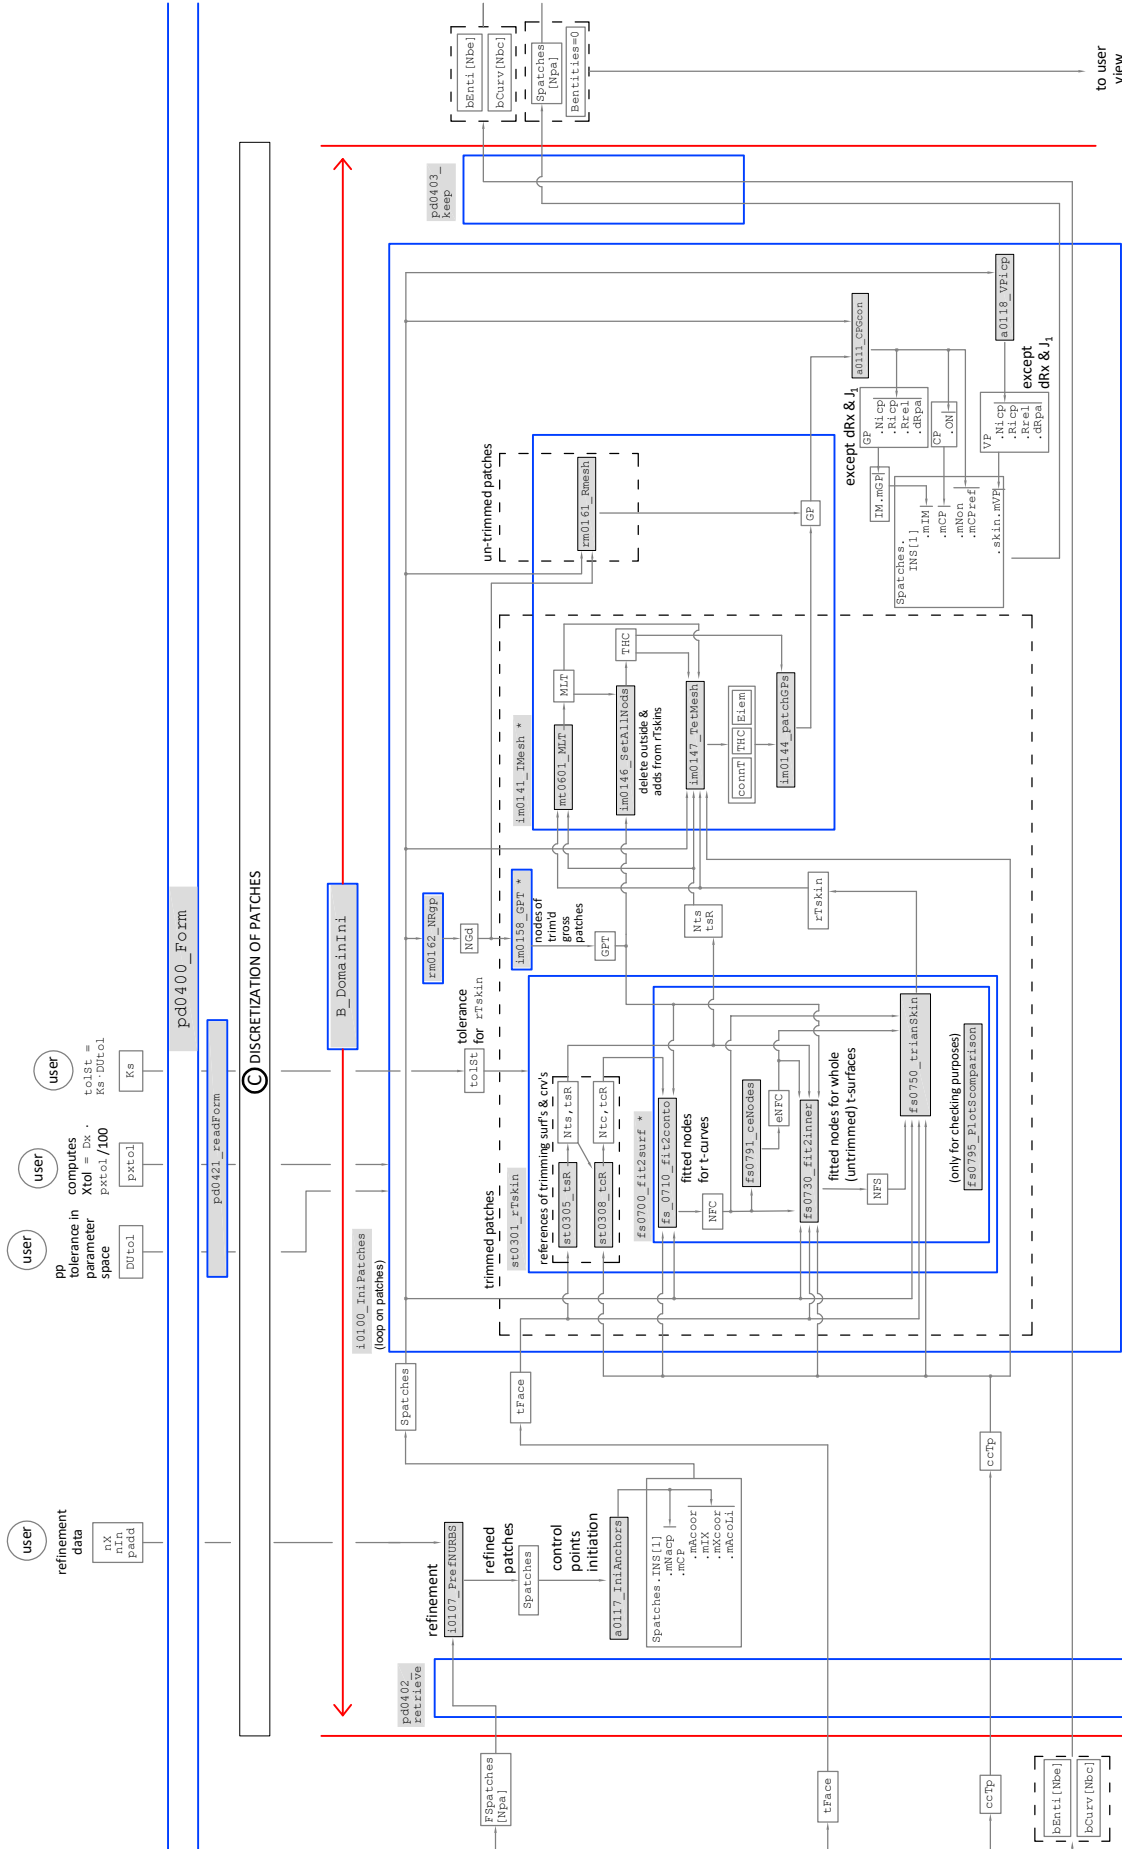 user
refinement
data
nX
nIn
padd
user
pp
tolerance in
parameter
space
DUtol
user
computes
Xtol = Dx .
pxtol/100
pxtol
user
tolSt =
Ks·DUtol
Ks
pd0400_Form
pd0421_readForm
C DISCRETIZATION OF PATCHES
B_DomainIni
pd0402_
retrieve
FSpatches
[Npa]
tFace
ccTp
bEnti[Nbe]
bCurv[Nbc]
refinement
i0107_PrefNURBS
refined
patches
Spatches
control
points
initiation
a0117_IniAnchors
Spatches.INS[1]
.mNacp
.mCP
.mAcoor
.mIX
.mXcoor
.mAcoLi
Spatches
tFace
ccTp
i0100_IniPatches
(loop on patches)
trimmed patches
st0301_rTskin
references of trimming surf's & crv's
st0305_tsR
Nts,tsR
st0308_tcR
Ntc,tcR
fs0700_fit2surf *
fs_0710_fit2conto
fitted nodes
for t-curves
NFC
fs0791_ceNodes
eNFC
fs0730_fit2inner
fitted nodes for whole
(untrimmed) t-surfaces
NFS
fs0750_trianSkin
(only for checking purposes)
fs0795_PlotScomparison
tolSt
tolerance
for rTskin
rm0162_NRgp
NGd
im0158_GPT *
nodes of
trim'd
gross
patches
GPT
Nts
tsR
rTskin
im0141_IMesh *
mt0601_MLT
MLT
im0146_SetAllNods
THC
delete outside &
adds from rTskins
im0147_TetMesh
connT
THC
Eiem
im0144_patchGPs
un-trimmed patches
rm0161_Rmesh
GP
a0111_CPGcon
except dRx & J1
GP
.Nicp
.Ricp
.Rrel
.dRpa
IM.mGP
CP
.ON
Spatches.
INS[1]
.mIM
.mCP
.mNon
.mCPref
.skin.mVP
a0118_VPicp
VP
.Nicp
.Ricp
.Rrel
.dRpa
except
dRx & J1
pd0403_
keep
bEnti[Nbe]
bCurv[Nbc]
Spatches
[Npa]
Bentities=0
to user
view